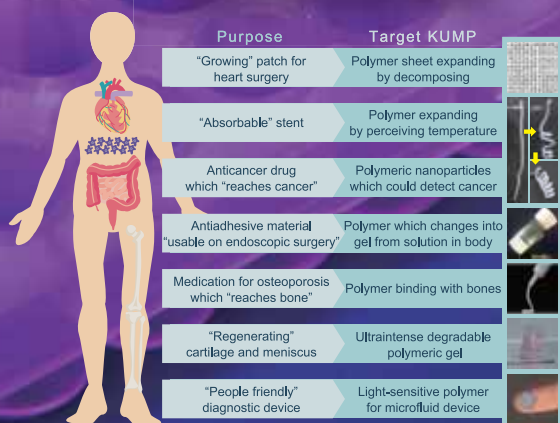 Purpose
Target KUMP
“Growing” patch for
heart surgery
Polymer sheet expanding
by decomposing
“Absorbable” stent
Polymer expanding
by perceiving temperature
Anticancer drug
which “reaches cancer”
Polymeric nanoparticles
which could detect cancer
Antiadhesive material
“usable on endoscopic surgery”
Polymer which changes into
gel from solution in body
Medication for osteoporosis
which “reaches bone”
Polymer binding with bones
“Regenerating”
cartilage and meniscus
Ultraintense degradable
polymeric gel
“People friendly”
diagnostic device
Light-sensitive polymer
for microfluid device